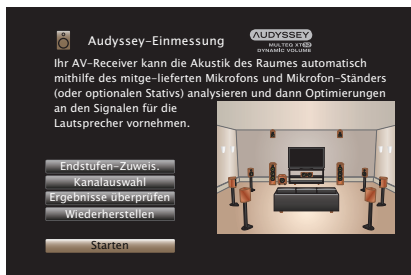 Audyssey-Einmessung
AUDYSSEY
MULTEQ XT32
DYNAMIC VOLUME
Ihr AV-Receiver kann die Akustik des Raumes automatisch
mithilfe des mitge-lieferten Mikrofons und Mikrofon-Ständers
(oder optionalen Stativs) analysieren und dann Optimierungen
an den Signalen für die
Lautsprecher vornehmen.
Endstufen-Zuweis.
Kanalauswahl
Ergebnisse überprüfen
Wiederherstellen
Starten